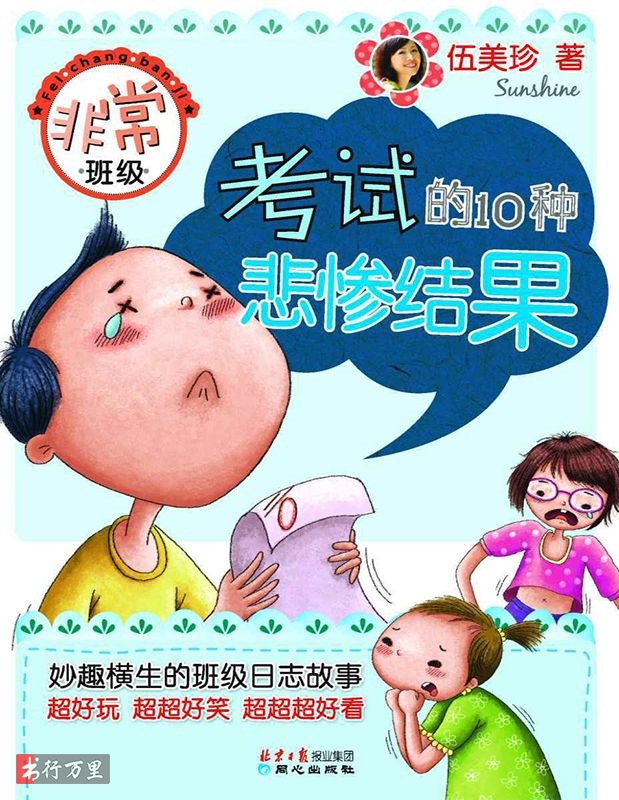 Fei chang ban ji
非常
班级
伍美珍 著
Sunshine
考试的10种
悲惨结果
妙趣横生的班级日志故事
超好玩 超超好笑 超超超好看
北京日报报业集团
同心出版社
书行万里